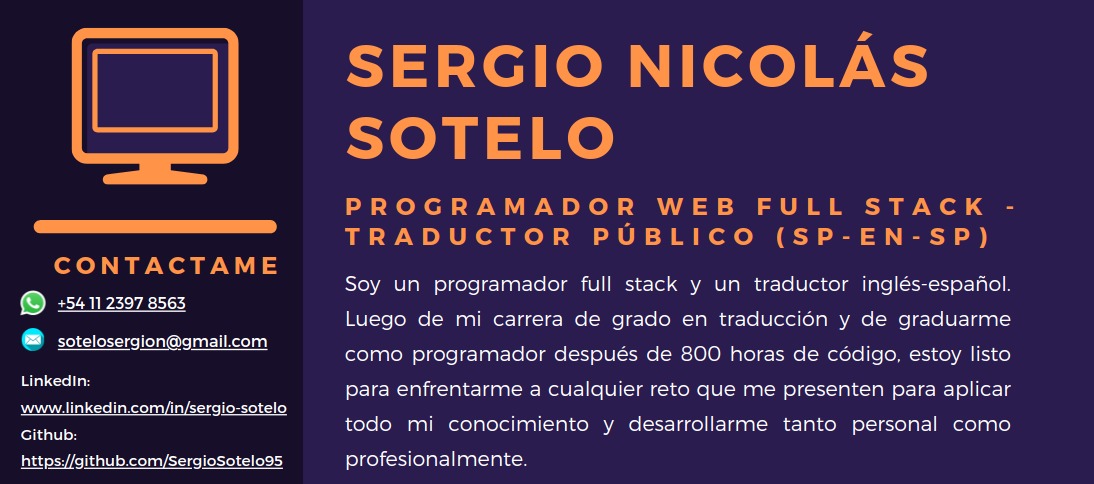 CONTACTAME
+54 11 2397 8563
sotelosergion@gmail.com
LinkedIn:
www.linkedin.com/in/sergio-sotelo
Github:
https://github.com/SergioSotelo95
SERGIO NICOLÁS
SOTELO
PROGRAMADOR WEB FULL STACK -
TRADUCTOR PÚBLICO (SP-EN-SP)
Soy un programador full stack y un traductor inglés-español.
Luego de mi carrera de grado en traducción y de graduarme
como programador después de 800 horas de código, estoy listo
para enfrentarme a cualquier reto que me presenten para aplicar
todo mi conocimiento y desarrollarme tanto personal como
profesionalmente.